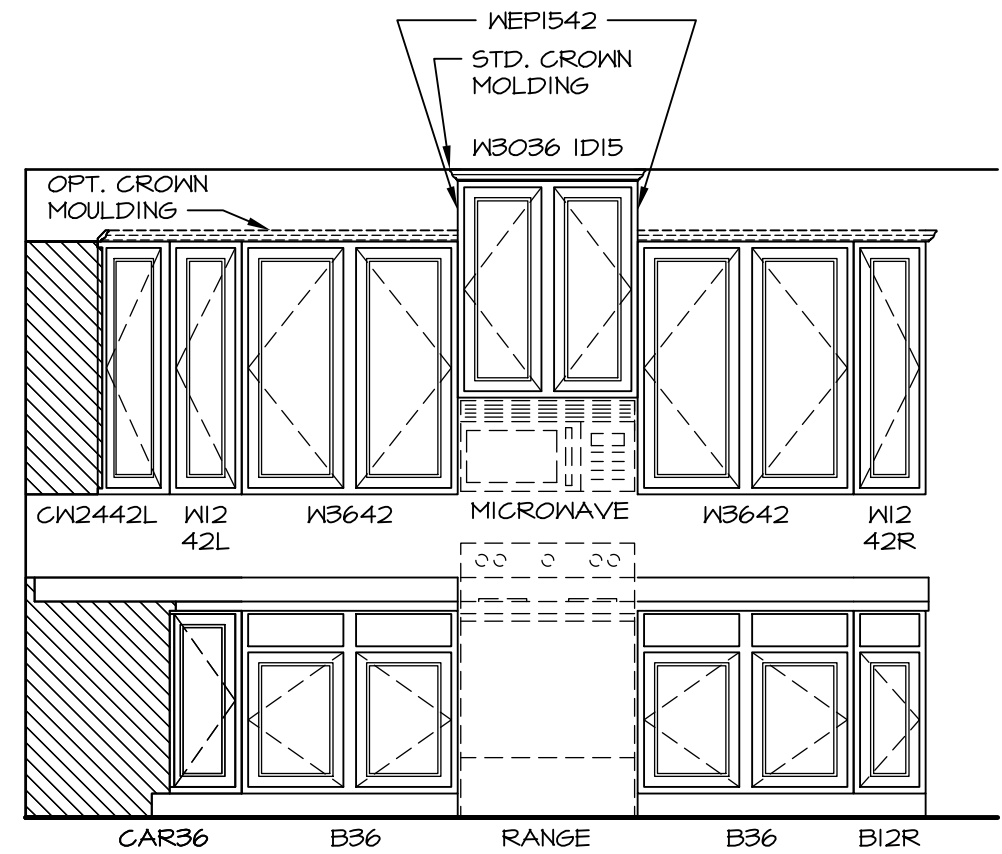 WEP1542
STD. CROWN
MOLDING
W3036 1D15
OPT. CROWN
MOULDING
CW2442L
W12
42L
W3642
MICROWAVE
W3642
W12
42R
CAR36
B36
RANGE
B36
B12R